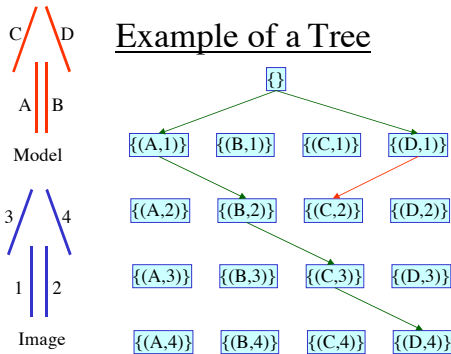 Example of a Tree
C D
A B
Model
3 4
1 2
Image
{}
{(A,1)} {(B,1)} {(C,1)} {(D,1)}
{(A,2)} {(B,2)} {(C,2)} {(D,2)}
{(A,3)} {(B,3)} {(C,3)} {(D,3)}
{(A,4)} {(B,4)} {(C,4)} {(D,4)}